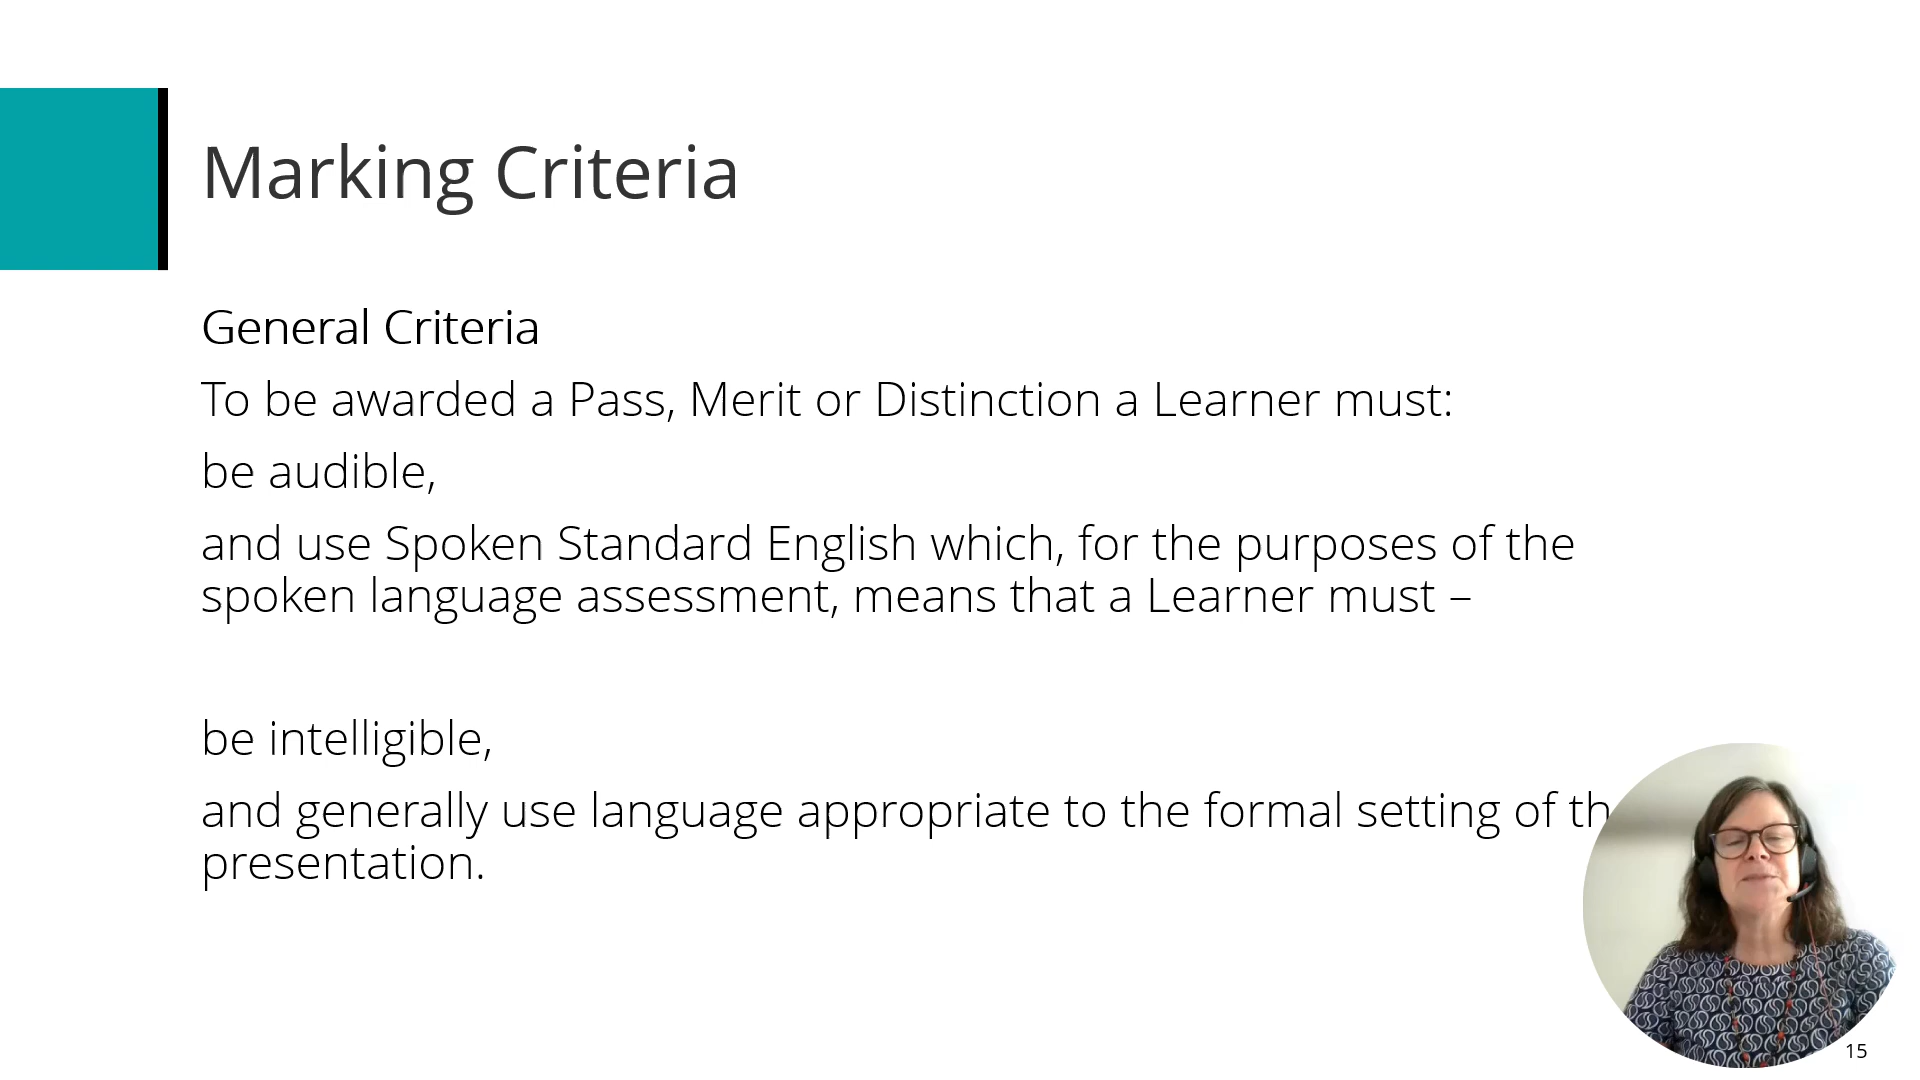 Marking Criteria
General Criteria
To be awarded a Pass, Merit or Distinction a Learner must:
be audible,
and use Spoken Standard English which, for the purposes of the
spoken language assessment, means that a Learner must –
be intelligible,
and generally use language appropriate to the formal setting of th
presentation.
15